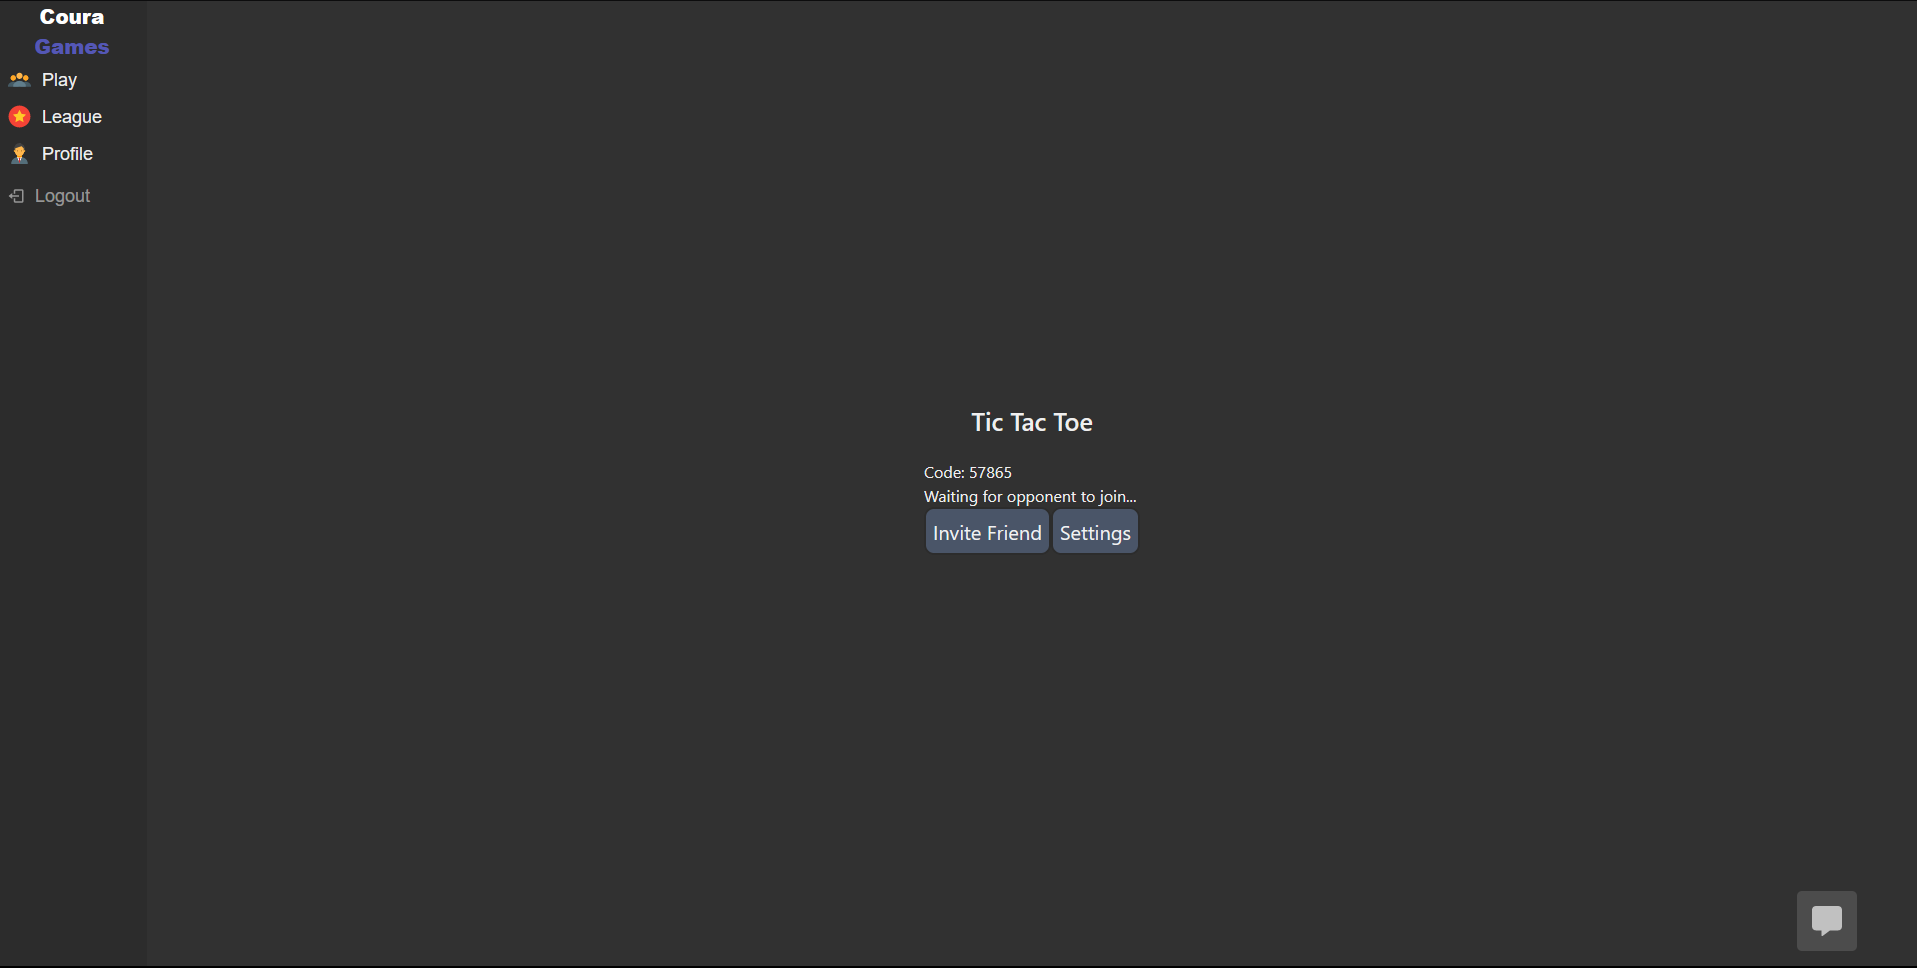 Coura
Games
Play
League
Profile
Logout
Tic Tac Toe
Code: 57865
Waiting for opponent to join...
Invite Friend Settings